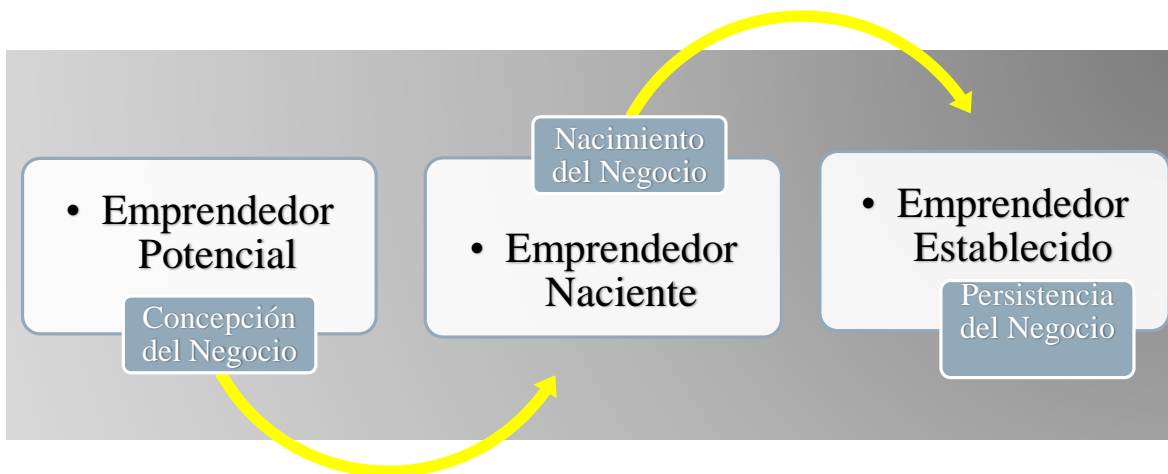 • Emprendedor
Potencial
Concepción
del Negocio
Nacimiento
del Negocio
• Emprendedor
Naciente
• Emprendedor
Establecido
Persistencia
del Negocio